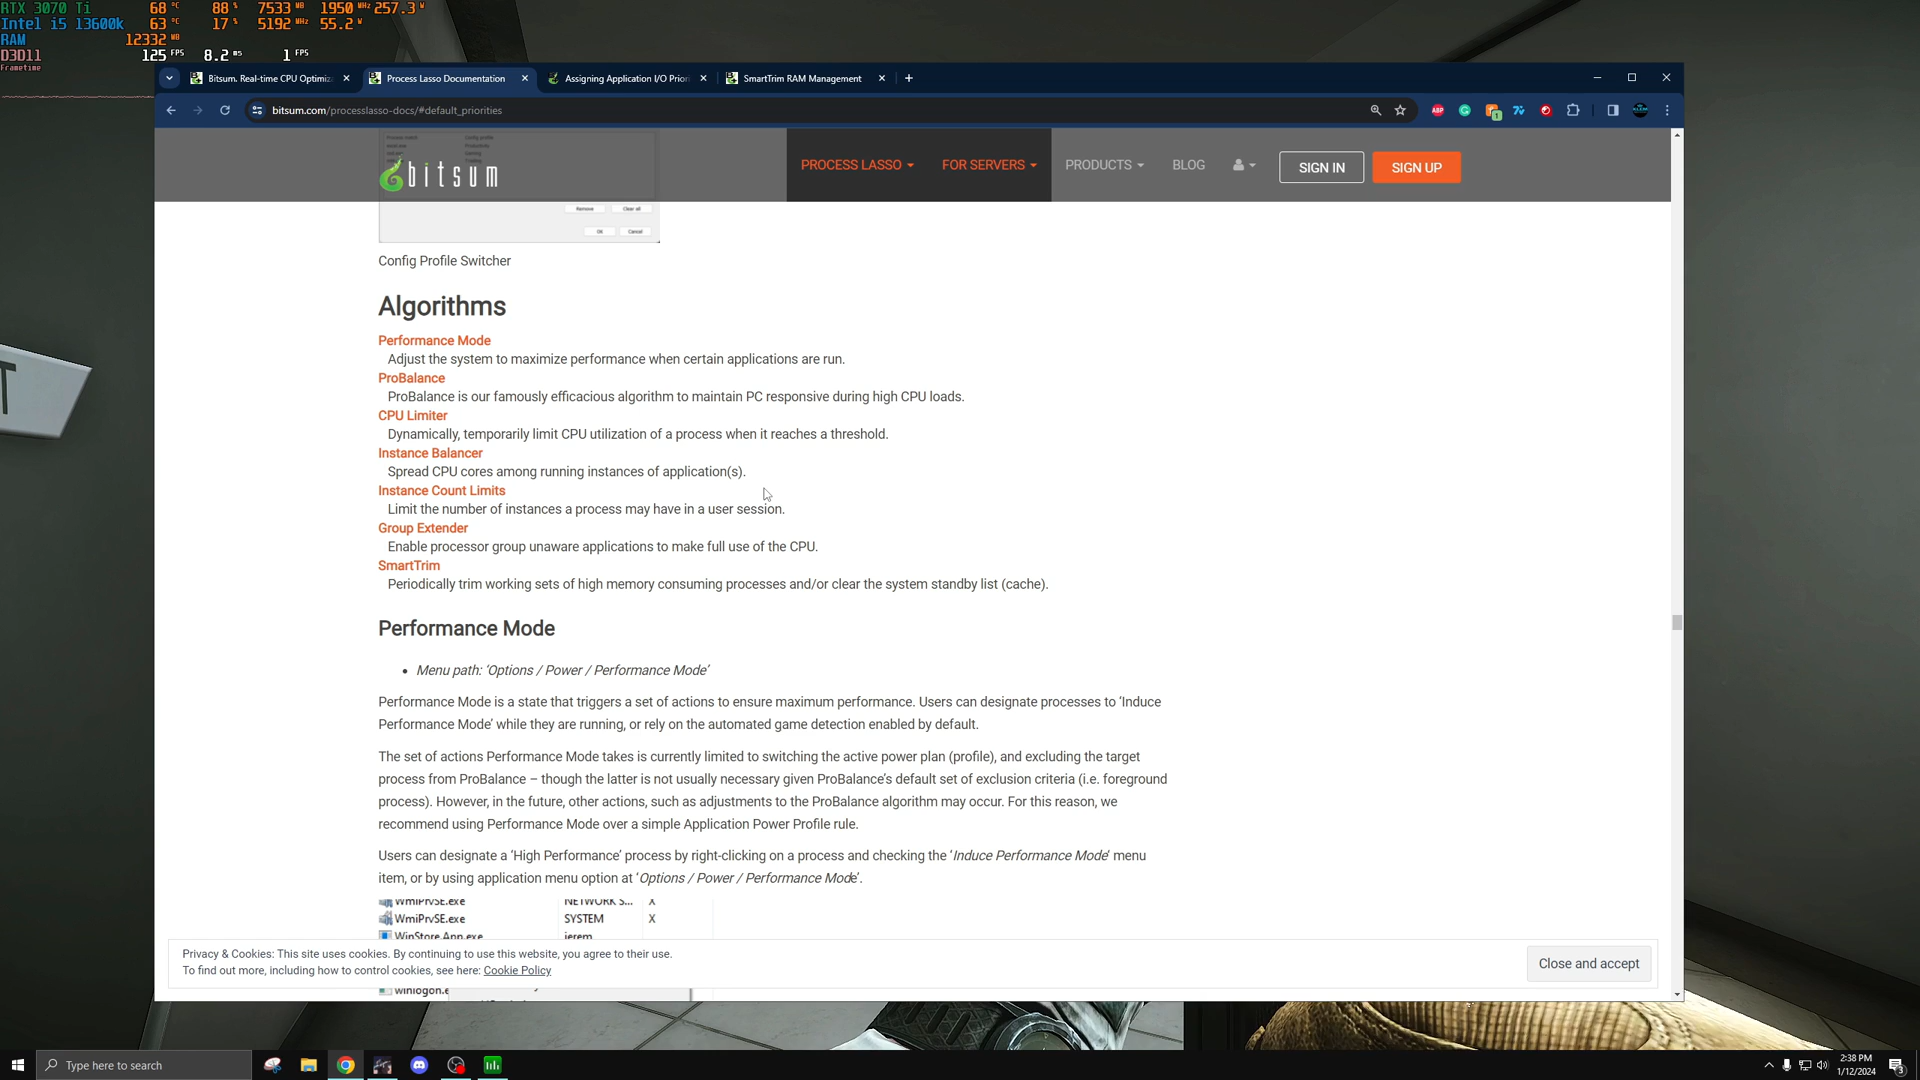 RTX 3070 Ti 68 °C 88 % 7533 MB 1950 MHz 257.3 W
Intel i5 13600k 63 °C 17 % 5192 MHz 55.2 W
RAM 12332 MB
D3D11 125 FPS 8.2 ms 1 FPS
Frametime
Bitsum. Real-time CPU Optimiz
Process Lasso Documentation
Assigning Application I/O Prior
SmartTrim RAM Management
bitsum.com/processlasso-docs/#default_priorities
bitsum
PROCESS LASSO
FOR SERVERS
PRODUCTS
BLOG
SIGN IN
SIGN UP
Remove Clear all
OK Cancel
Config Profile Switcher
Algorithms
Performance Mode
Adjust the system to maximize performance when certain applications are run.
ProBalance
ProBalance is our famously efficacious algorithm to maintain PC responsive during high CPU loads.
CPU Limiter
Dynamically, temporarily limit CPU utilization of a process when it reaches a threshold.
Instance Balancer
Spread CPU cores among running instances of application(s).
Instance Count Limits
Limit the number of instances a process may have in a user session.
Group Extender
Enable processor group unaware applications to make full use of the CPU.
SmartTrim
Periodically trim working sets of high memory consuming processes and/or clear the system standby list (cache).
Performance Mode
• Menu path: ‘Options / Power / Performance Mode’
Performance Mode is a state that triggers a set of actions to ensure maximum performance. Users can designate processes to ‘Induce
Performance Mode’ while they are running, or rely on the automated game detection enabled by default.
The set of actions Performance Mode takes is currently limited to switching the active power plan (profile), and excluding the target
process from ProBalance – though the latter is not usually necessary given ProBalance’s default set of exclusion criteria (i.e. foreground
process). However, in the future, other actions, such as adjustments to the ProBalance algorithm may occur. For this reason, we
recommend using Performance Mode over a simple Application Power Profile rule.
Users can designate a ‘High Performance’ process by right-clicking on a process and checking the ‘Induce Performance Mode’ menu
item, or by using application menu option at ‘Options / Power / Performance Mode’.
WmiPrvSE.exe NETWORK S... X
WmiPrvSE.exe SYSTEM X
WinStore.App.exe jerem
Privacy & Cookies: This site uses cookies. By continuing to use this website, you agree to their use.
To find out more, including how to control cookies, see here: Cookie Policy
Close and accept
winlogon.e
Type here to search
2:38 PM
1/12/2024